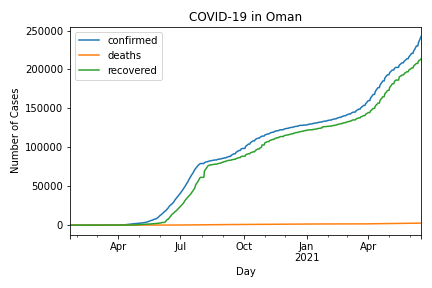 COVID-19 in Oman
confirmed
deaths
recovered
Number of Cases
250000
200000
150000
100000
50000
0
Apr
Jul
Oct
Jan
2021
Apr
Day